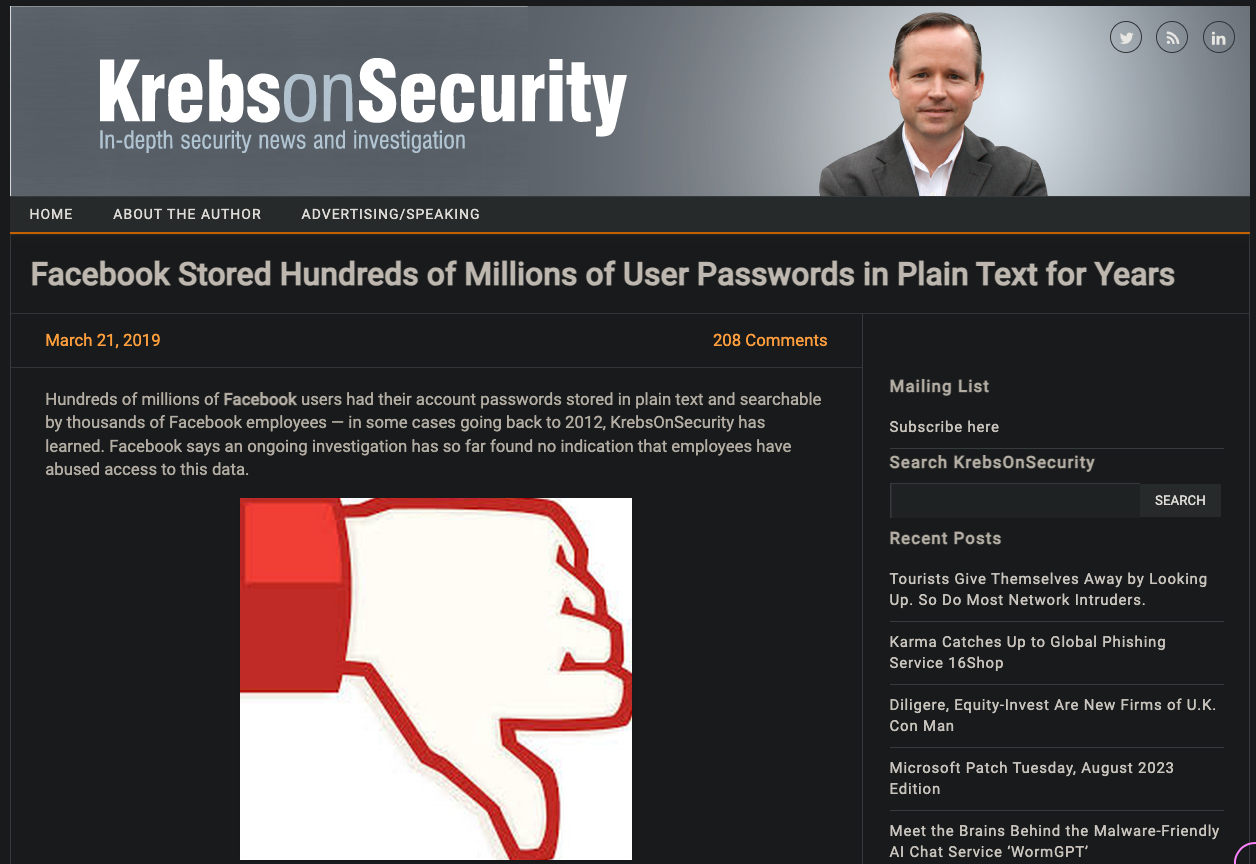 KrebsonSecurity
In-depth security news and investigation
HOME
ABOUT THE AUTHOR
ADVERTISING/SPEAKING
Facebook Stored Hundreds of Millions of User Passwords in Plain Text for Years
March 21, 2019
208 Comments
Hundreds of millions of Facebook users had their account passwords stored in plain text and searchable
by thousands of Facebook employees — in some cases going back to 2012, KrebsOnSecurity has
learned. Facebook says an ongoing investigation has so far found no indication that employees have
abused access to this data.
Mailing List
Subscribe here
Search KrebsOnSecurity
SEARCH
Recent Posts
Tourists Give Themselves Away by Looking
Up. So Do Most Network Intruders.
Karma Catches Up to Global Phishing
Service 16Shop
Diligere, Equity-Invest Are New Firms of U.K.
Con Man
Microsoft Patch Tuesday, August 2023
Edition
Meet the Brains Behind the Malware-Friendly
AI Chat Service ‘WormGPT’